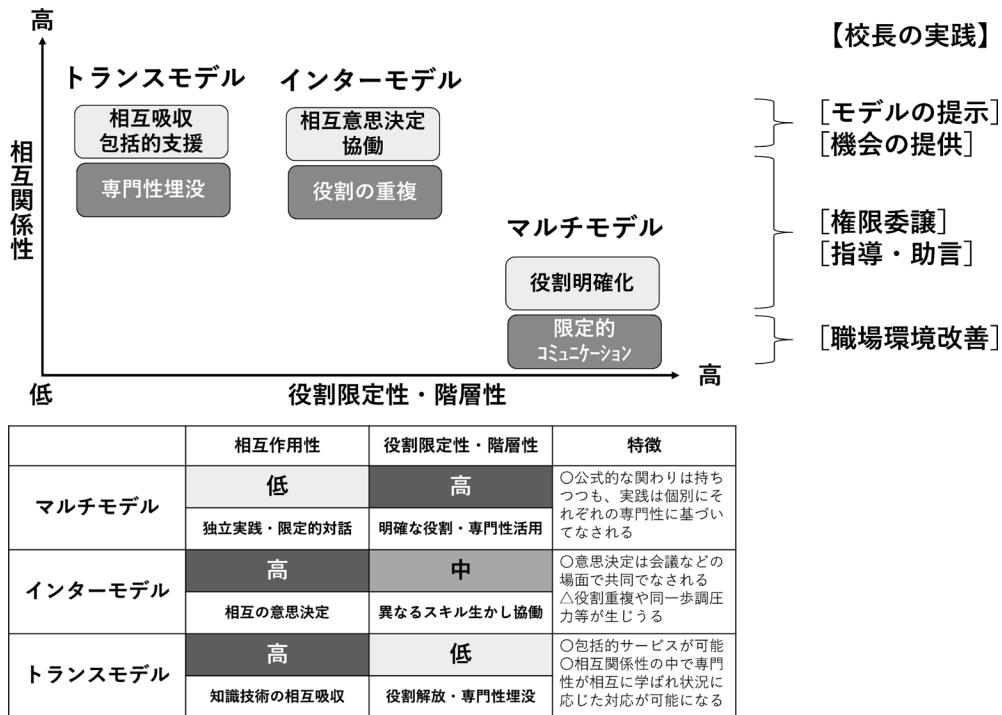 高
【校長の実践】
トランスモデル
インターモデル
相互吸収
包括的支援
相互意思決定
協働
[モデルの提示]
[機会の提供]
相互関係性
専門性埋没
役割の重複
マルチモデル
[権限委譲]
[指導・助言]
役割明確化
限定的
コミュニケーション
[職場環境改善]
低
役割限定性・階層性
高
相互作用性
役割限定性・階層性
特徴
マルチモデル
低
高
独立実践・限定的対話
明確な役割・専門性活用
○公式的な関わりは持ち
つつも、実践は個別にそ
れぞれの専門性に基づい
てなされる
インターモデル
高
中
相互の意思決定
異なるスキル生かし協働
○意思決定は会議などの
場面で共同でなされる
△役割重複や同一歩調圧
力等が生じうる
トランスモデル
高
低
知識技術の相互吸収
役割解放・専門性埋没
○包括的サービスが可能
○相互関係性の中で専門
性が相互に学ばれ状況に
応じた対応が可能になる